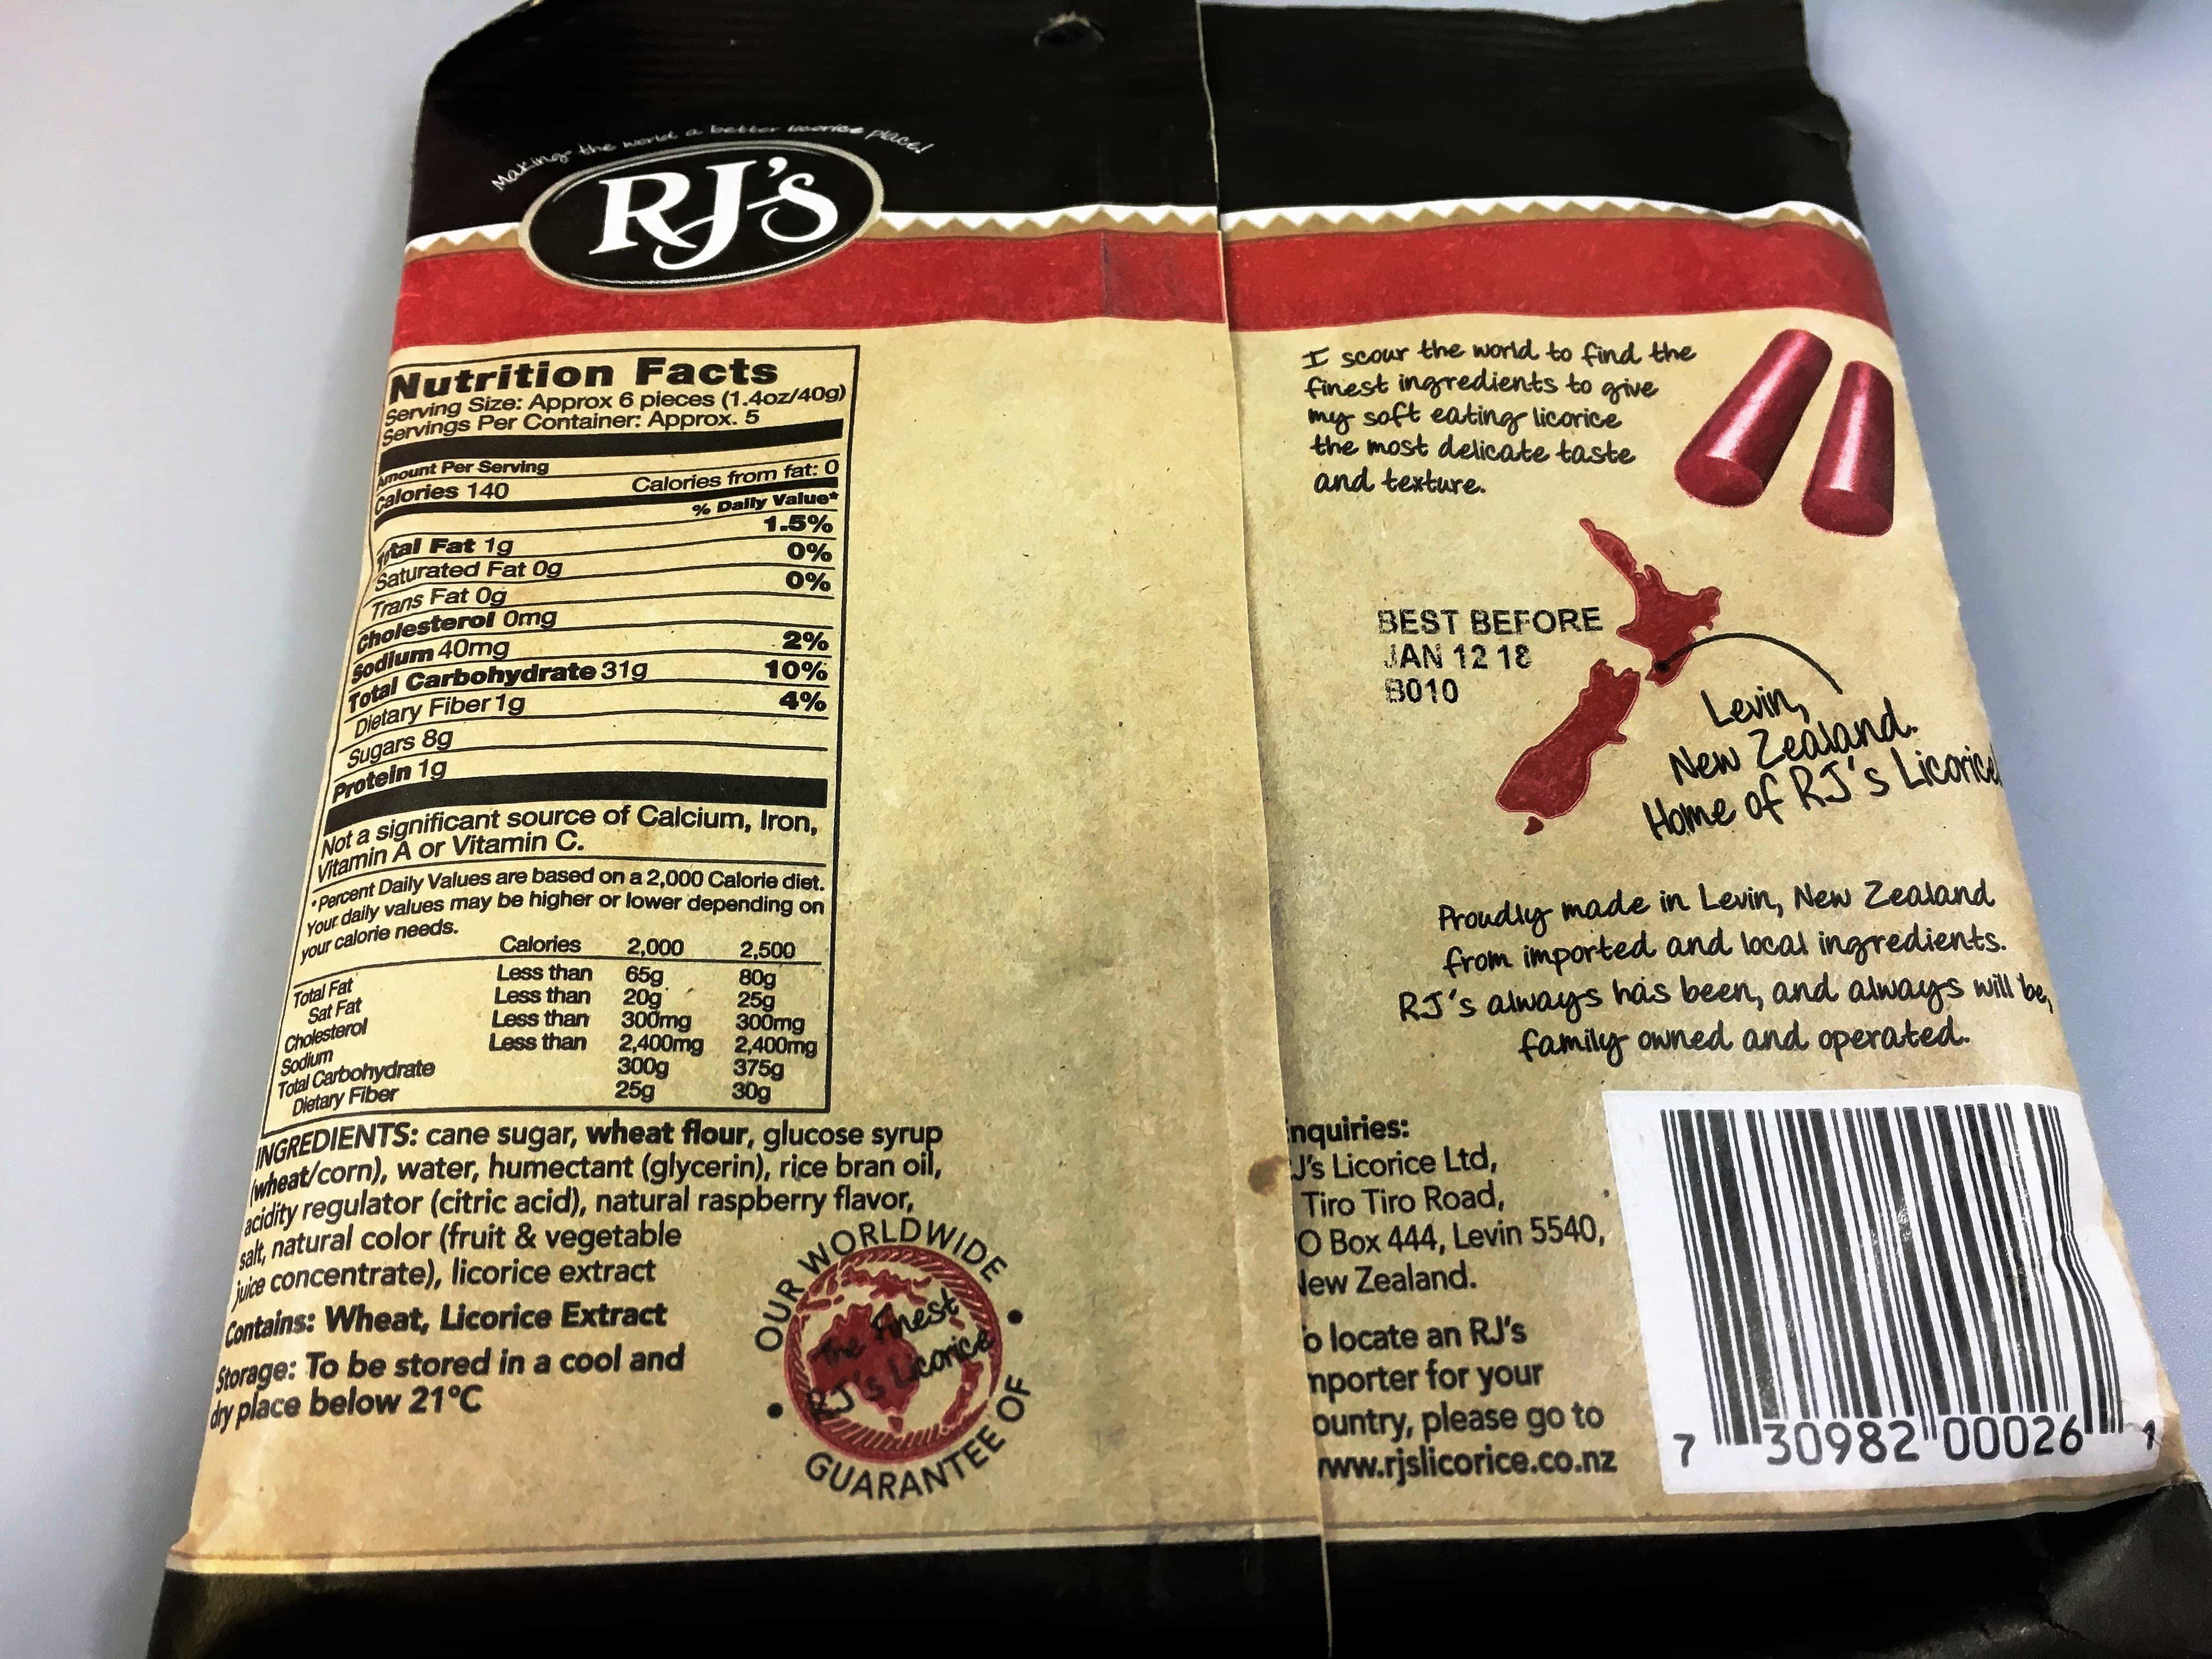 Making the world a better licorice place!
RJ's
Nutrition Facts
Serving Size: Approx 6 pieces (1.4oz/40g)
Servings Per Container: Approx. 5
Amount Per Serving
Calories 140 Calories from fat: 0
% Daily Value*
Total Fat 1g 1.5%
Saturated Fat 0g 0%
Trans Fat 0g 0%
Cholesterol 0mg
Sodium 40mg 2%
Total Carbohydrate 31g 10%
Dietary Fiber 1g 4%
Sugars 8g
Protein 1g
Not a significant source of Calcium, Iron,
Vitamin A or Vitamin C.
*Percent Daily Values are based on a 2,000 Calorie diet.
Your daily values may be higher or lower depending on
your calorie needs.
Calories 2,000 2,500
Total Fat Less than 65g 80g
Sat Fat Less than 20g 25g
Cholesterol Less than 300mg 300mg
Sodium Less than 2,400mg 2,400mg
Total Carbohydrate 300g 375g
Dietary Fiber 25g 30g
INGREDIENTS: cane sugar, wheat flour, glucose syrup
(wheat/corn), water, humectant (glycerin), rice bran oil,
acidity regulator (citric acid), natural raspberry flavor,
salt, natural color (fruit & vegetable
juice concentrate), licorice extract
Contains: Wheat, Licorice Extract
Storage: To be stored in a cool and
dry place below 21°C
OUR WORLDWIDE
GUARANTEE OF
The Finest
RJ's Licorice
I scour the world to find the
finest ingredients to give
my soft eating licorice
the most delicate taste
and texture.
BEST BEFORE
JAN 12 18
B010
Levin,
New Zealand.
Home of RJ's Licorice
Proudly made in Levin, New Zealand
from imported and local ingredients.
RJ's always has been, and always will be,
family owned and operated.
nquiries:
J's Licorice Ltd,
Tiro Tiro Road,
O Box 444, Levin 5540,
New Zealand.
o locate an RJ's
mporter for your
ountry, please go to
www.rjslicorice.co.nz
7 30982 00026 1